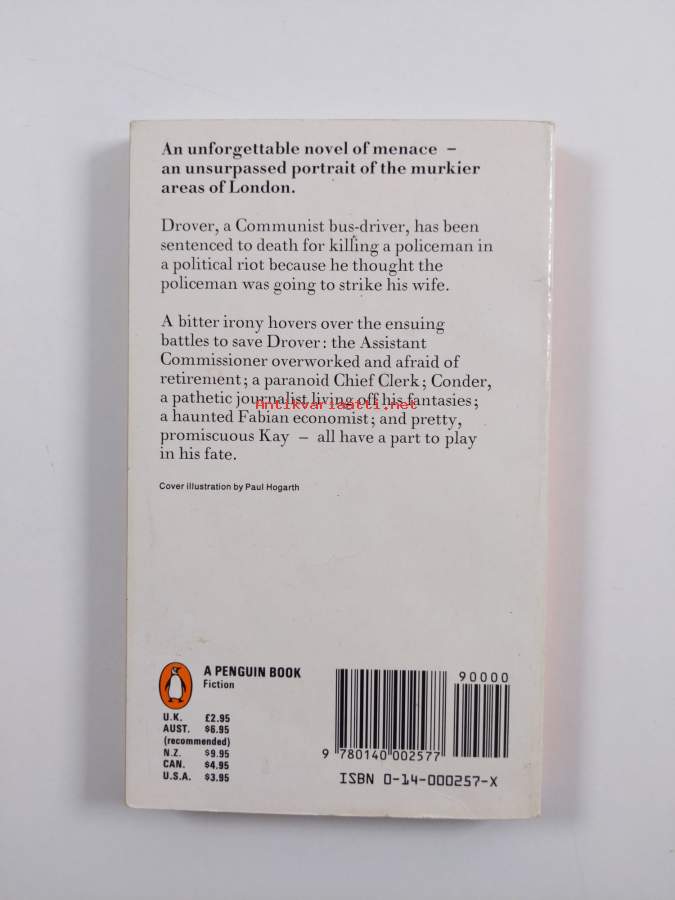 An unforgettable novel of menace –
an unsurpassed portrait of the murkier
areas of London.
Drover, a Communist bus-driver, has been
sentenced to death for killing a policeman in
a political riot because he thought the
policeman was going to strike his wife.
A bitter irony hovers over the ensuing
battles to save Drover: the Assistant
Commissioner overworked and afraid of
retirement; a paranoid Chief Clerk; Conder,
a pathetic journalist living off his fantasies;
Antikvariaatti.net
a haunted Fabian economist; and pretty,
promiscuous Kay – all have a part to play
in his fate.
Cover illustration by Paul Hogarth
A PENGUIN BOOK
Fiction
U.K. £2.95
AUST. $6.95
(recommended)
N.Z. $9.95
CAN. $4.95
U.S.A. $3.95
90000
9 780140 002577
ISBN 0-14-000257-X